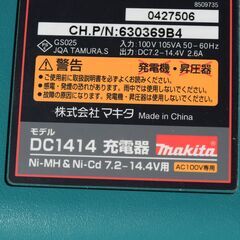 8509735
0427506
CH.P/N:630369B4
GS025
JQA TAMURA.S
入力:100V 105VA 50-60Hz
出力:DC7.2-14.4V 2.6A
警告
発電機・昇圧器
株式会社マキタ
Made in China
モデル
DC1414 充電器
makita
Ni-MH & Ni-Cd 7.2-14.4V用
AC100V専用